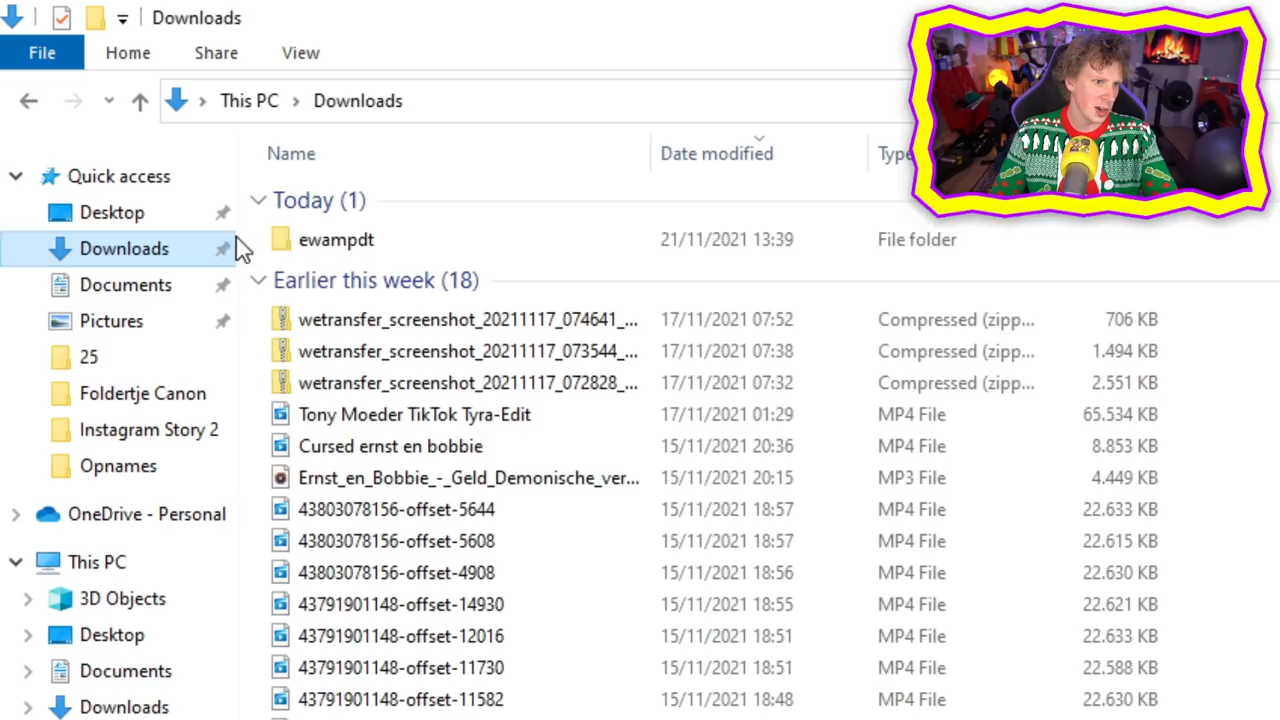 Downloads
File Home Share View
This PC Downloads
Name Date modified Type
Quick access
Desktop
Downloads
Documents
Pictures
25
Foldertje Canon
Instagram Story 2
Opnames
OneDrive - Personal
This PC
3D Objects
Desktop
Documents
Downloads
Today (1)
ewampdt 21/11/2021 13:39 File folder
Earlier this week (18)
wetransfer_screenshot_20211117_074641_... 17/11/2021 07:52 Compressed (zipp... 706 KB
wetransfer_screenshot_20211117_073544_... 17/11/2021 07:38 Compressed (zipp... 1.494 KB
wetransfer_screenshot_20211117_072828_... 17/11/2021 07:32 Compressed (zipp... 2.551 KB
Tony Moeder TikTok Tyra-Edit 17/11/2021 01:29 MP4 File 65.534 KB
Cursed ernst en bobbie 15/11/2021 20:36 MP4 File 8.853 KB
Ernst_en_Bobbie_-_Geld_Demonische_ver... 15/11/2021 20:15 MP3 File 4.449 KB
43803078156-offset-5644 15/11/2021 18:57 MP4 File 22.633 KB
43803078156-offset-5608 15/11/2021 18:57 MP4 File 22.615 KB
43803078156-offset-4908 15/11/2021 18:56 MP4 File 22.630 KB
43791901148-offset-14930 15/11/2021 18:55 MP4 File 22.621 KB
43791901148-offset-12016 15/11/2021 18:51 MP4 File 22.633 KB
43791901148-offset-11730 15/11/2021 18:51 MP4 File 22.588 KB
43791901148-offset-11582 15/11/2021 18:48 MP4 File 22.630 KB